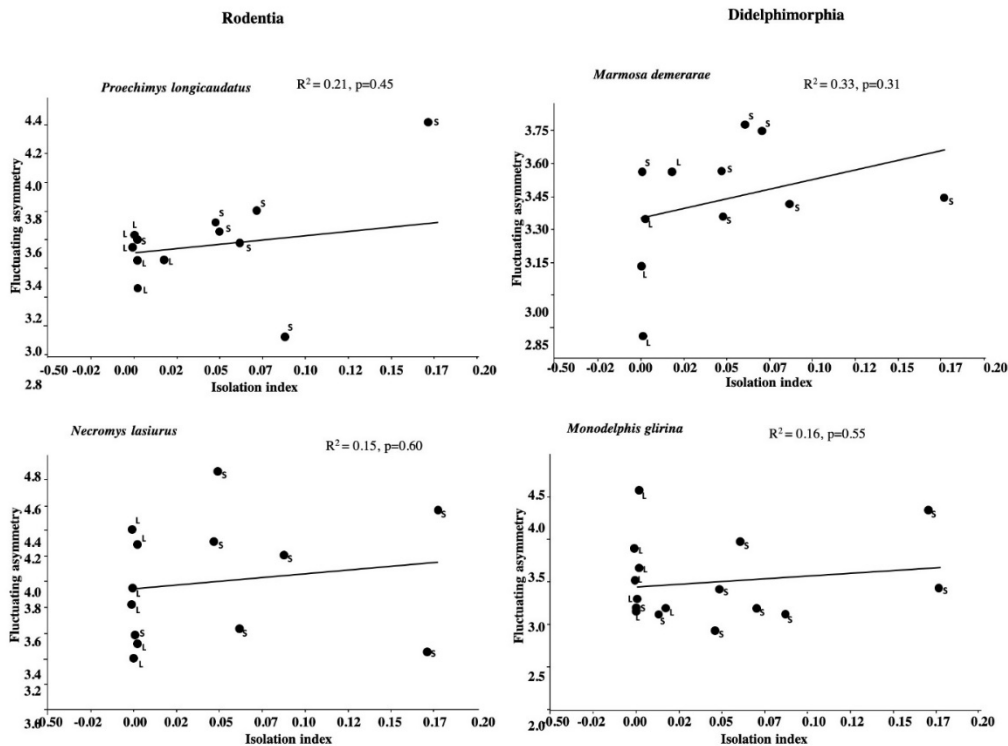 Rodentia
Didelphimorphia
Proechimys longicaudatus
R² = 0.21, p=0.45
Fluctuating asymmetry
4.4
4.2
4.0
3.8
3.6
3.4
3.2
3.0
2.8
S
S
S
S
S
S
L
L
S
L
L
L
-0.50 -0.02 0.00 0.02 0.05 0.07 0.10 0.12 0.15 0.17 0.20
Isolation index
Marmosa demerarae
R² = 0.33, p=0.31
Fluctuating asymmetry
3.75
3.60
3.45
3.15
3.00
2.85
S
S
S
L
S
L
S
S
S
L
L
-0.50 -0.02 0.00 0.02 0.05 0.07 0.10 0.12 0.15 0.17 0.20
Isolation index
Necromys lasiurus
R² = 0.15, p=0.60
Fluctuating asymmetry
4.8
4.6
4.4
4.2
4.0
3.8
3.6
3.4
3.2
3.0
S
S
L
L
S
S
L
L
S
S
L
L
S
-0.50 -0.02 0.00 0.02 0.05 0.07 0.10 0.12 0.15 0.17 0.20
Isolation index
Monodelphis glirina
R² = 0.16, p=0.55
Fluctuating asymmetry
4.5
4.0
3.5
3.0
2.5
2.0
L
S
L
S
L
L
S
S
L
S
L
S
L
S
S
S
-0.50 -0.02 0.00 0.02 0.05 0.07 0.10 0.12 0.15 0.17 0.20
Isolation index